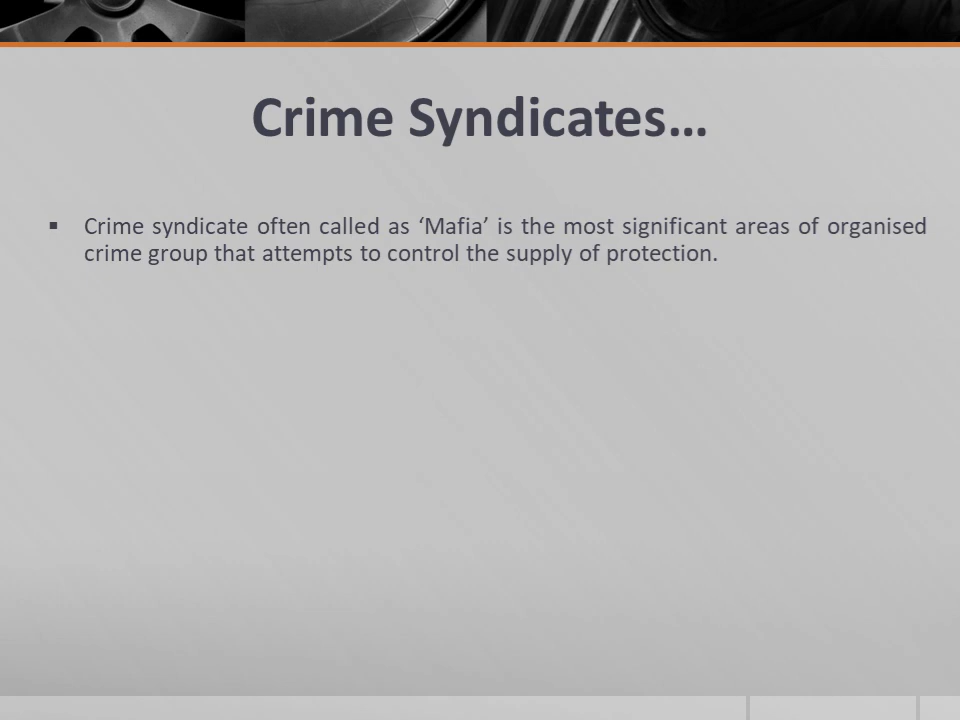 Crime Syndicates…
▪ Crime syndicate often called as ‘Mafia’ is the most significant areas of organised
crime group that attempts to control the supply of protection.